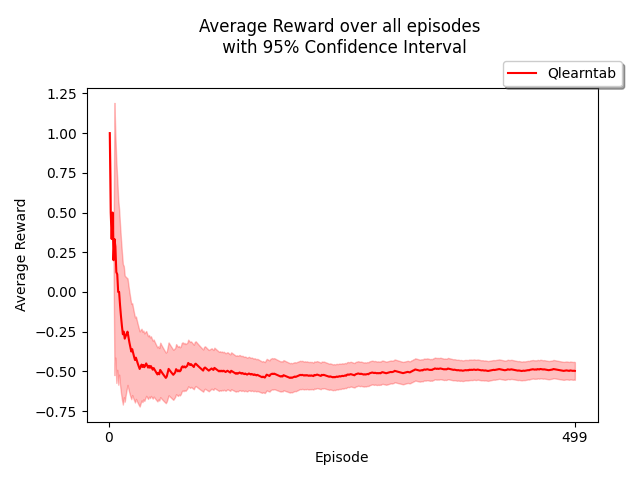 Average Reward over all episodes
with 95% Confidence Interval
Qlearntab
1.25
1.00
0.75
0.50
0.25
0.00
−0.25
−0.50
−0.75
Average Reward
0
499
Episode